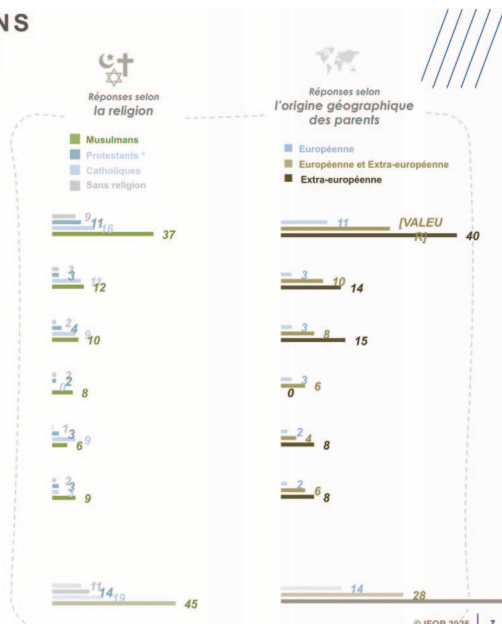 NS
Réponses selon
la religion
Musulmans
Protestants *
Catholiques
Sans religion
9
11
16
37
3
11
12
2
4
9
10
2
2
0
8
1
3
9
6
2
3
9
11
14
19
45
Réponses selon
l'origine géographique
des parents
Européenne
Européenne et Extra-européenne
Extra-européenne
11
[VALEU
R]
40
3
10
14
3
8
15
3
6
0
2
4
8
2
6
8
14
28
© IFOP 2025 | 7